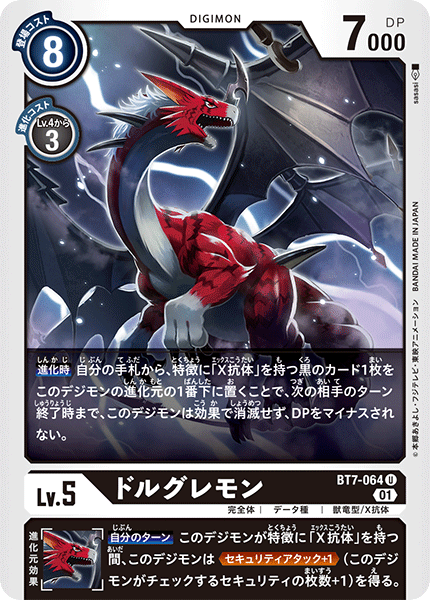 DIGIMON
登場コスト
8
DP
7000
進化コスト
Lv.4から
3
sasasi
©本郷あきよし・フジテレビ・東映アニメーション BANDAI MADE IN JAPAN
進化時 自分の手札から、特徴に「X抗体」を持つ黒のカード1枚を
このデジモンの進化元の1番下に置くことで、次の相手のターン
終了時まで、このデジモンは効果で消滅せず、DPをマイナスされ
ない。
BT7-064 U
Lv.5
ドルグレモン
01
完全体 データ種 獣竜型/X抗体
進化元効果
自分のターン このデジモンが特徴に「X抗体」を持つ
間、このデジモンは セキュリティアタック+1 (このデジ
モンがチェックするセキュリティの枚数+1)を得る。